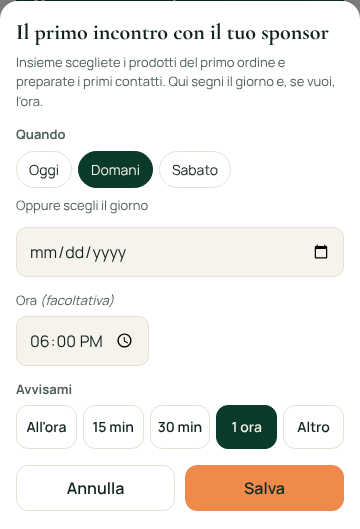 Il primo incontro con il tuo sponsor
Insieme scegliete i prodotti del primo ordine e
preparate i primi contatti. Qui segni il giorno e, se vuoi,
l'ora.
Quando
Oggi Domani Sabato
Oppure scegli il giorno
mm/dd/yyyy
Ora (facoltativa)
06:00 PM
Avvisami
All'ora 15 min 30 min 1 ora Altro
Annulla Salva